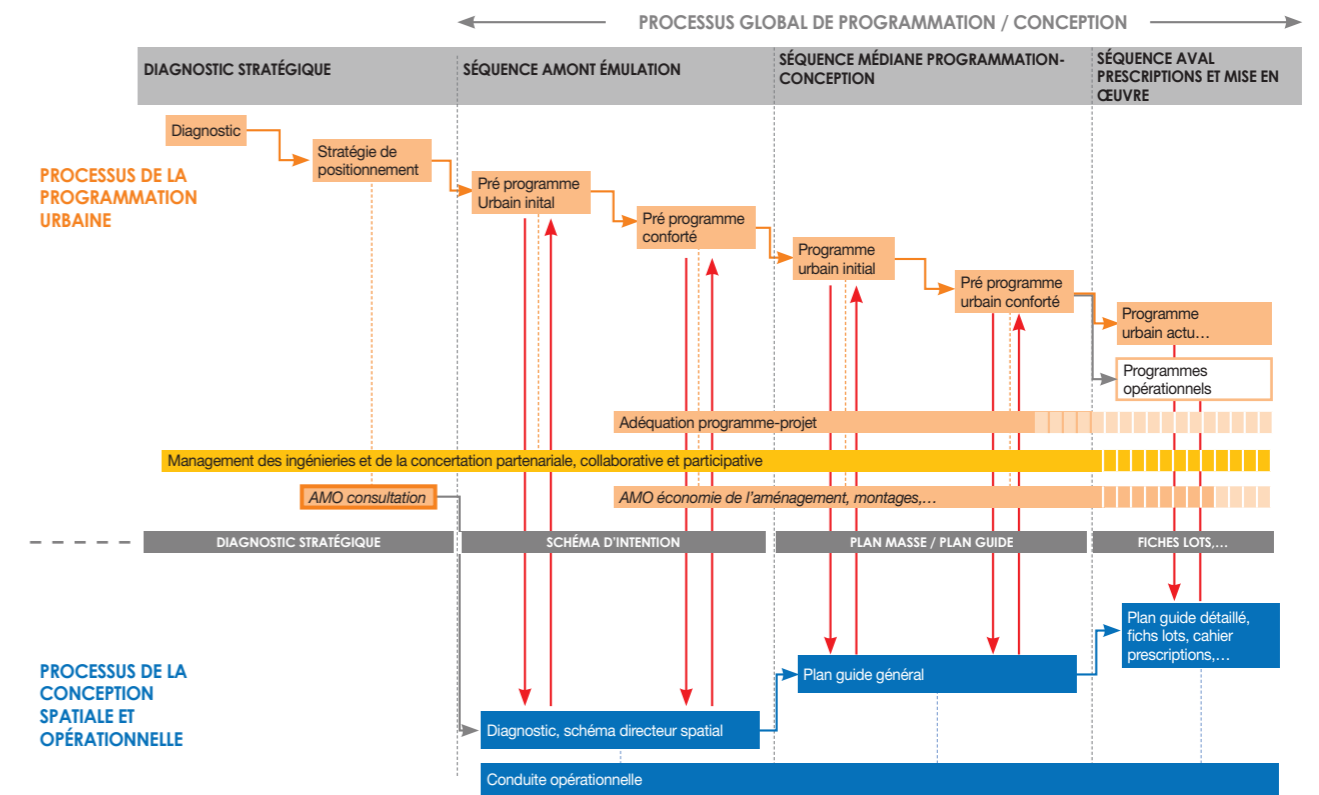 PROCESSUS GLOBAL DE PROGRAMMATION / CONCEPTION
DIAGNOSTIC STRATÉGIQUE
SÉQUENCE AMONT ÉMULATION
SÉQUENCE MÉDIANE PROGRAMMATION-
CONCEPTION
SÉQUENCE AVAL
PRESCRIPTIONS ET MISE EN
ŒUVRE
PROCESSUS DE LA
PROGRAMMATION
URBAINE
Diagnostic
Stratégie de
positionnement
Pré programme
Urbain inital
Pré programme
conforté
Programme
urbain initial
Pré programme
urbain conforté
Programme
urbain actu…
Programmes
opérationnels
Adéquation programme-projet
Management des ingénieries et de la concertation partenariale, collaborative et participative
AMO consultation
AMO économie de l'aménagement, montages,…
DIAGNOSTIC STRATÉGIQUE
SCHÉMA D'INTENTION
PLAN MASSE / PLAN GUIDE
FICHES LOTS,…
PROCESSUS DE LA
CONCEPTION
SPATIALE ET
OPÉRATIONNELLE
Plan guide détaillé,
fichs lots, cahier
prescriptions,…
Plan guide général
Diagnostic, schéma directeur spatial
Conduite opérationnelle